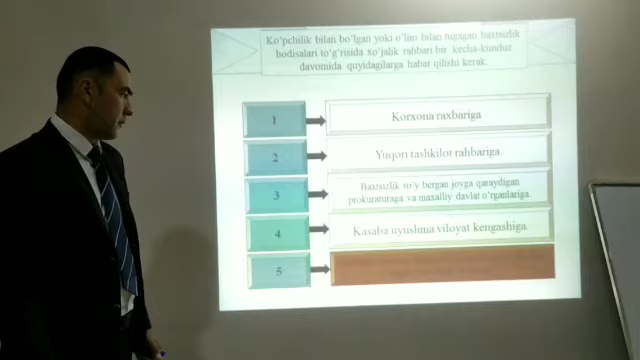 Ko'pchilik bilan bo'lgan yoki o'lim bilan tugagan baxtsizlik
hodisalari to'g'risida xo'jalik rahbari bir kecha-kunduz
davomida quyidagilarga habar qilishi kerak.
1
Korxona raxbariga
2
Yuqori tashkilot rahbariga
3
Baxtsizlik ro'y bergan joyga qaraydigan
prokuraturaga va maxalliy davlat o'rganlariga.
4
Kasaba uyushma viloyat kengashiga.
5